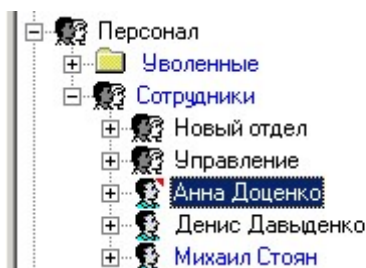 Персонал
Уволенные
Сотрудники
Новый отдел
Управление
Анна Доценко
Денис Давыденко
Михаил Стоян